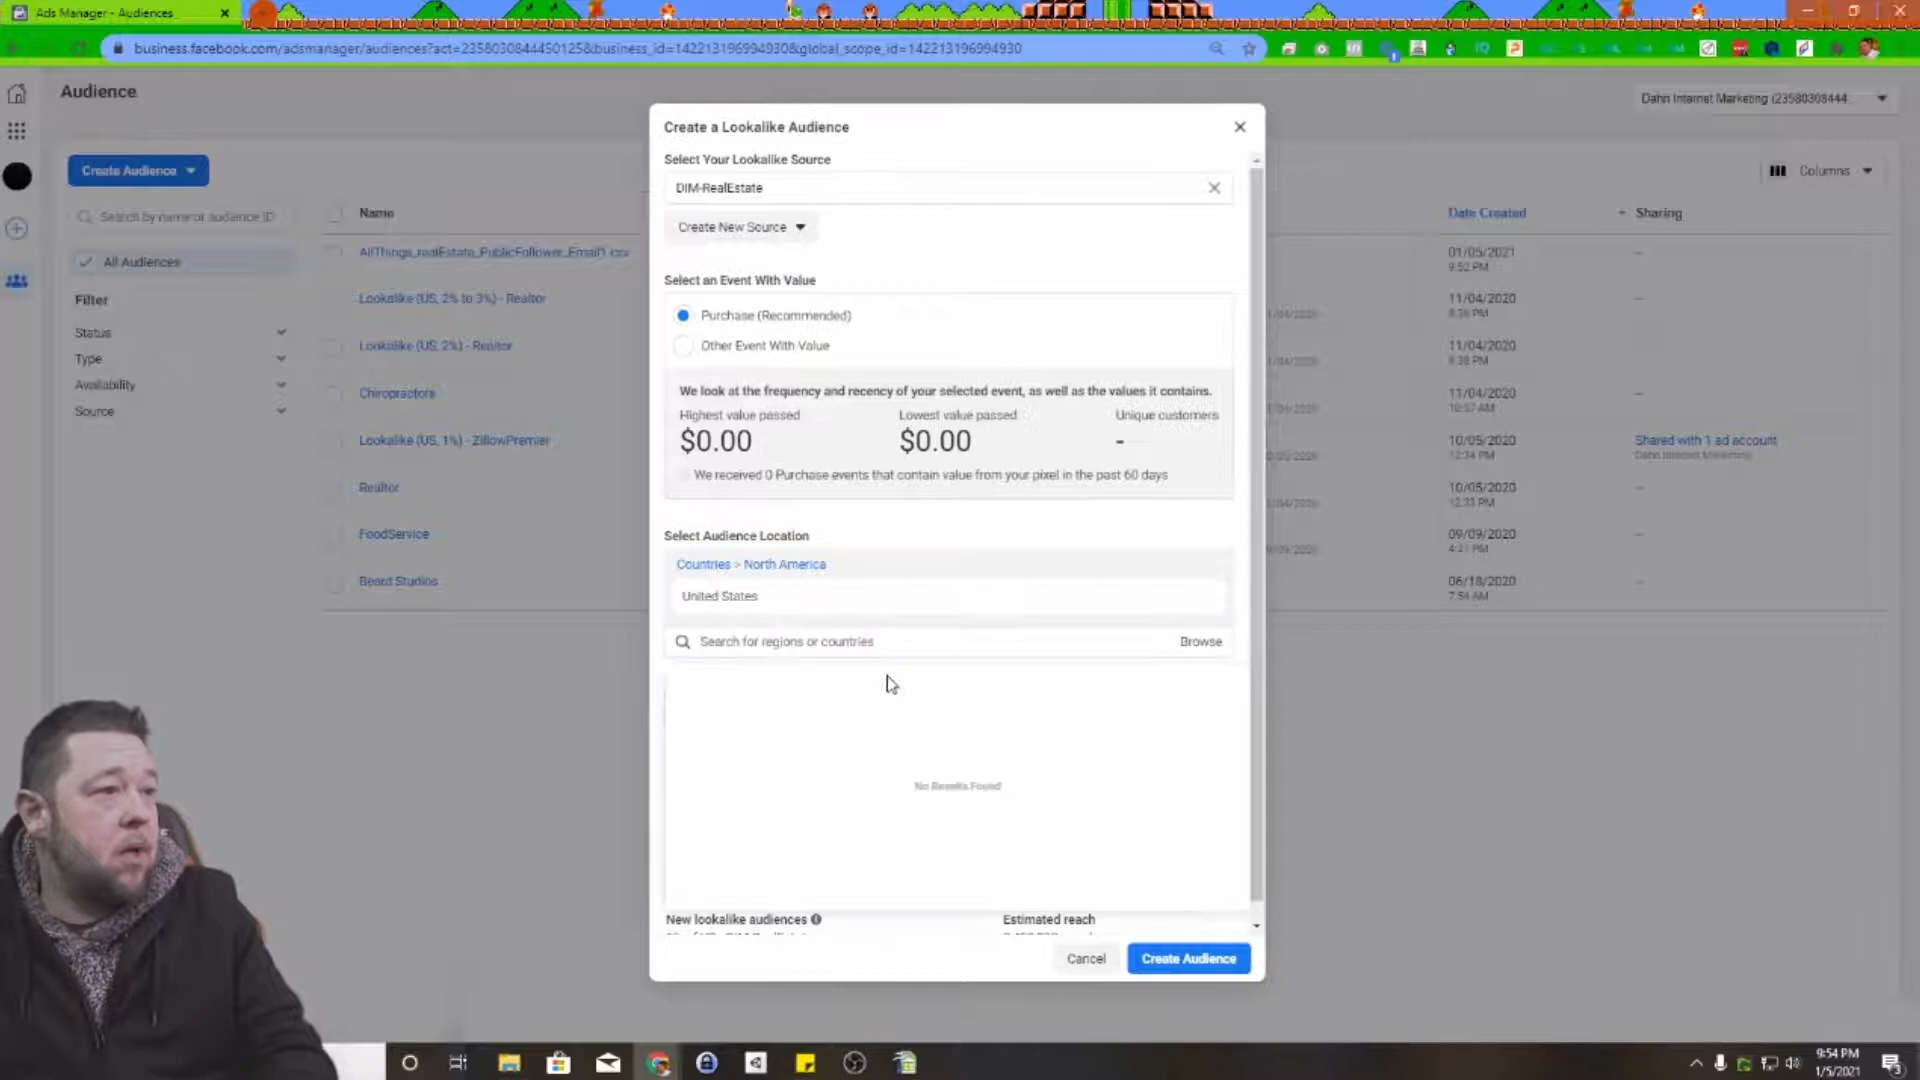 Ads Manager - Audiences
business.facebook.com/adsmanager/audiences?act=2358030844450125&business_id=142213196994930&global_scope_id=142213196994930
Audience
Dahn Internet Marketing (23580308444...
Create Audience
Search by name or audience ID
All Audiences
Filter
Status
Type
Availability
Source
Columns
Name
Date Created
Sharing
AllThings_realEstate_PublicFollower_Email1.csv
01/05/2021
9:52 PM
Lookalike (US, 2% to 3%) - Realtor
11/04/2020
8:38 PM
Lookalike (US, 2%) - Realtor
11/04/2020
8:38 PM
Chiropractors
11/04/2020
10:57 AM
Lookalike (US, 1%) - ZillowPremier
10/05/2020
12:34 PM
Shared with 1 ad account
Dahn Internet Marketing
Realtor
10/05/2020
12:33 PM
FoodService
09/09/2020
4:21 PM
Beard Studios
06/18/2020
7:54 AM
Create a Lookalike Audience
Select Your Lookalike Source
DIM-RealEstate
Create New Source
Select an Event With Value
Purchase (Recommended)
Other Event With Value
We look at the frequency and recency of your selected event, as well as the values it contains.
Highest value passed
Lowest value passed
Unique customers
$0.00
$0.00
-
We received 0 Purchase events that contain value from your pixel in the past 60 days
Select Audience Location
Countries > North America
United States
Search for regions or countries
Browse
No Results Found
New lookalike audiences
Estimated reach
Cancel
Create Audience
9:54 PM
1/5/2021